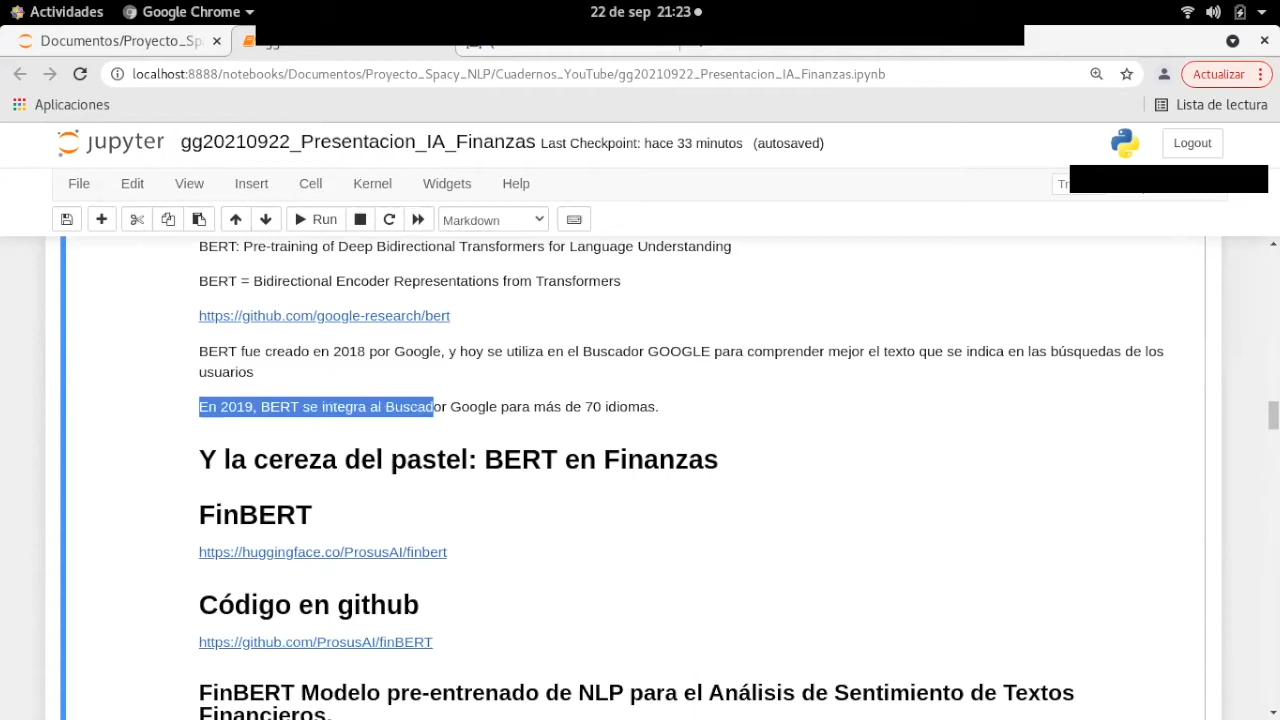 Actividades
Google Chrome
22 de sep 21:23
Documentos/Proyecto_Sp
localhost:8888/notebooks/Documentos/Proyecto_Spacy_NLP/Cuadernos_YouTube/gg20210922_Presentacion_IA_Finanzas.ipynb
Actualizar
Aplicaciones
Lista de lectura
jupyter gg20210922_Presentacion_IA_Finanzas Last Checkpoint: hace 33 minutos (autosaved)
Logout
File Edit View Insert Cell Kernel Widgets Help
Run Markdown
BERT: Pre-training of Deep Bidirectional Transformers for Language Understanding
BERT = Bidirectional Encoder Representations from Transformers
https://github.com/google-research/bert
BERT fue creado en 2018 por Google, y hoy se utiliza en el Buscador GOOGLE para comprender mejor el texto que se indica en las búsquedas de los
usuarios
En 2019, BERT se integra al Buscador Google para más de 70 idiomas.
Y la cereza del pastel: BERT en Finanzas
FinBERT
https://huggingface.co/ProsusAI/finbert
Código en github
https://github.com/ProsusAI/finBERT
FinBERT Modelo pre-entrenado de NLP para el Análisis de Sentimiento de Textos
Financieros.